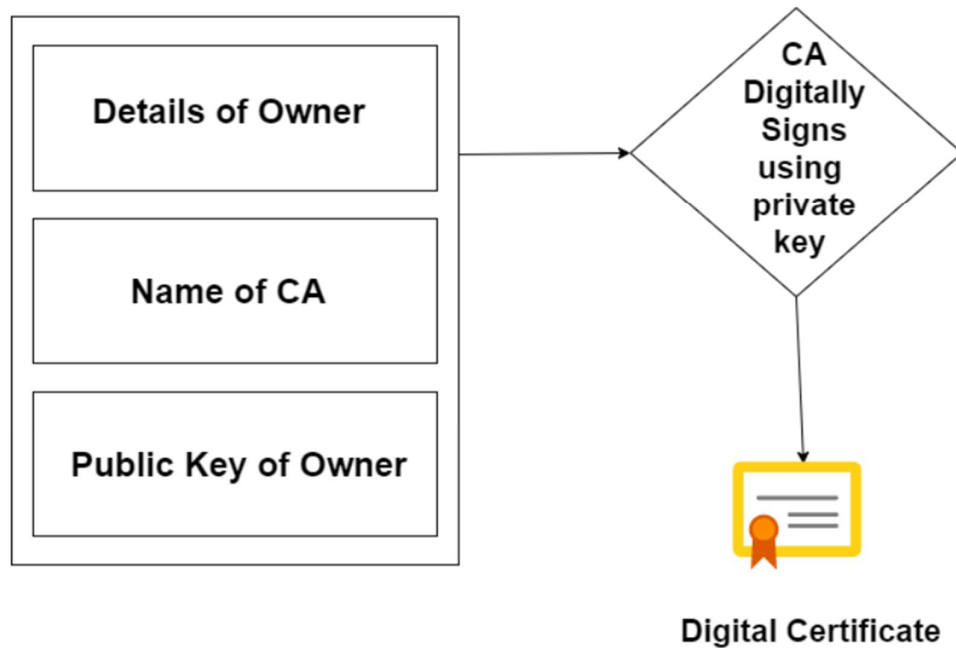 Details of Owner
Name of CA
Public Key of Owner
CA
Digitally
Signs
using
private
key
Digital Certificate